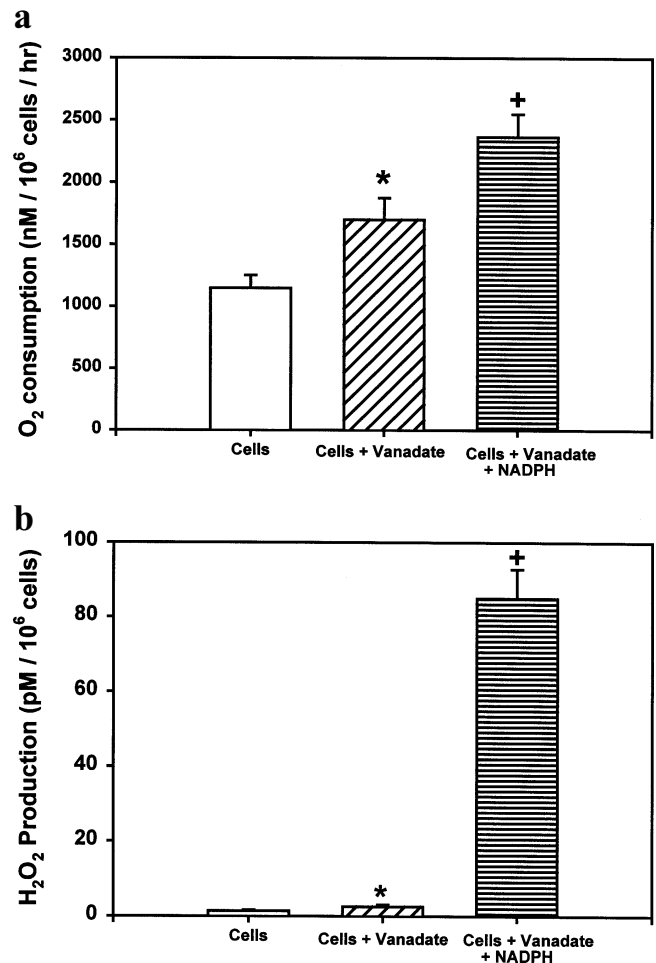 a
O2 consumption (nM / 10^6 cells / hr)
3000
2500
2000
1500
1000
500
0
+
*
Cells
Cells + Vanadate
Cells + Vanadate
+ NADPH
b
H2O2 Production (pM / 10^6 cells)
100
80
60
40
20
0
+
*
Cells
Cells + Vanadate
Cells + Vanadate
+ NADPH